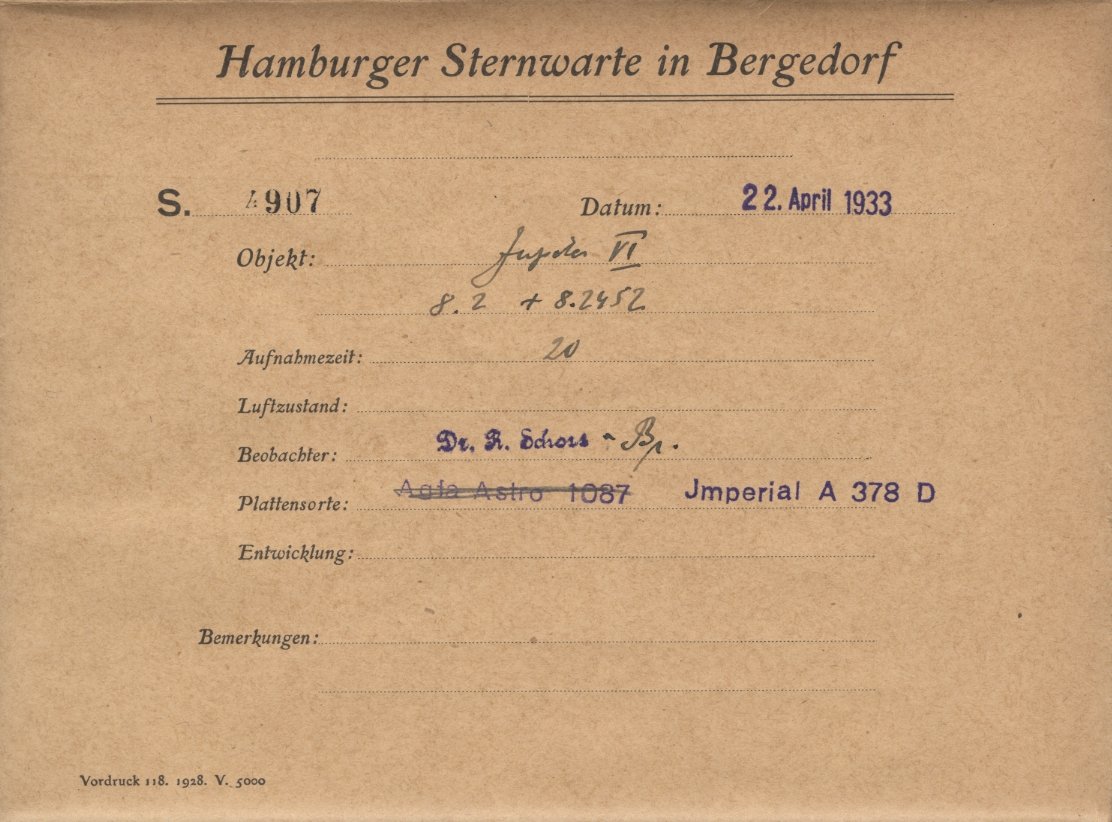 Hamburger Sternwarte in Bergedorf
S. 4907 Datum: 22. April 1933
Objekt: Jupiter VI
8.2 + 8.2452
Aufnahmezeit: 20
Luftzustand:
Beobachter: Dr. R. Schorr - Br.
Plattensorte: Agfa Astro 1087 Jmperial A 378 D
Entwicklung:
Bemerkungen:
Vordruck 118. 1928. V. 5000